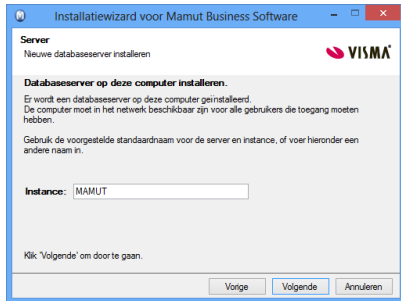 Installatiewizard voor Mamut Business Software
Server
Nieuwe databaseserver installeren
VISMA
Databaseserver op deze computer installeren.
Er wordt een databaseserver op deze computer geïnstalleerd.
De computer moet in het netwerk beschikbaar zijn voor alle gebruikers die toegang moeten
hebben.
Gebruik de voorgestelde standaardnaam voor de server en instance, of voer hieronder een
andere naam in.
Instance: MAMUT
Klik 'Volgende' om door te gaan.
Vorige Volgende Annuleren